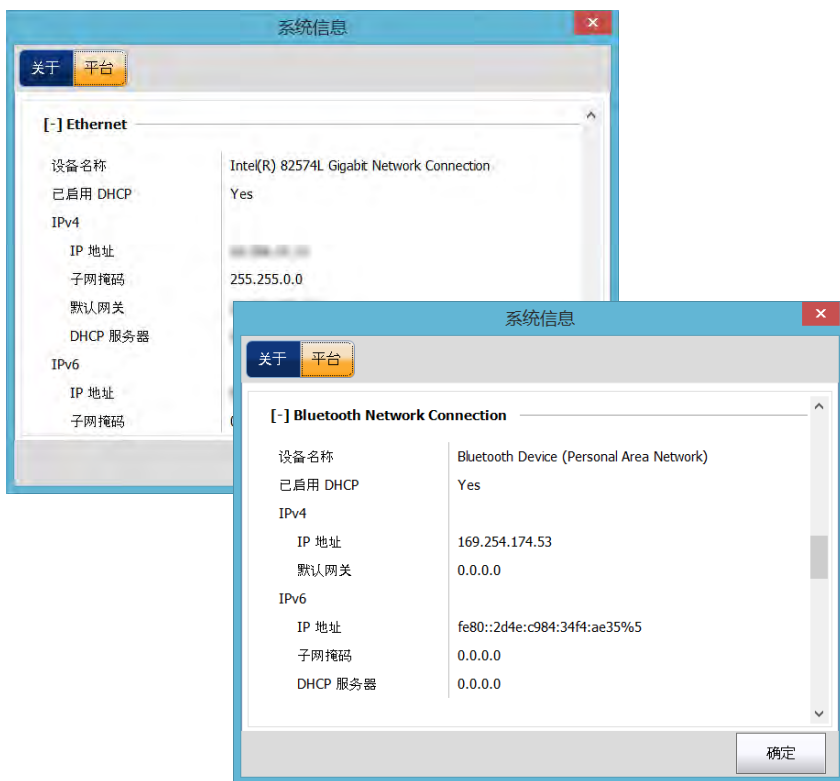 系统信息
关于 平台
[-] Ethernet
设备名称 Intel(R) 82574L Gigabit Network Connection
已启用 DHCP Yes
IPv4
IP 地址
子网掩码 255.255.0.0
默认网关
DHCP 服务器
IPv6
IP 地址
子网掩码
系统信息
关于 平台
[-] Bluetooth Network Connection
设备名称 Bluetooth Device (Personal Area Network)
已启用 DHCP Yes
IPv4
IP 地址 169.254.174.53
默认网关 0.0.0.0
IPv6
IP 地址 fe80::2d4e:c984:34f4:ae35%5
子网掩码 0.0.0.0
DHCP 服务器 0.0.0.0
确定